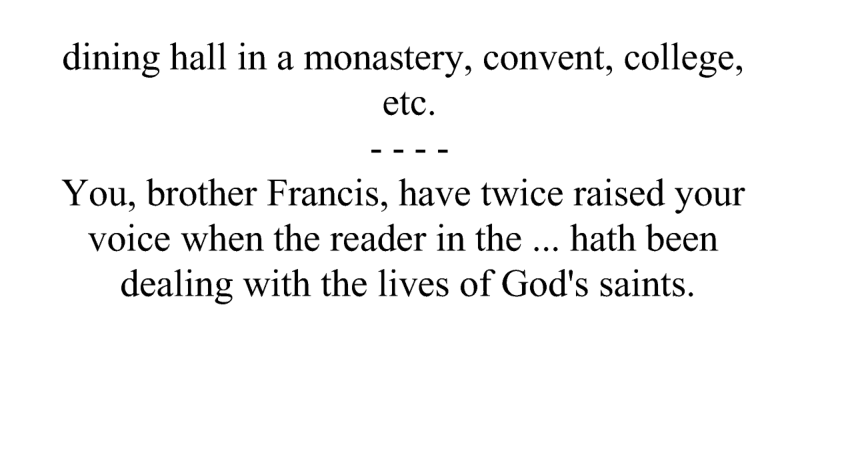 dining hall in a monastery, convent, college,
etc.
- - - -
You, brother Francis, have twice raised your
voice when the reader in the ... hath been
dealing with the lives of God's saints.